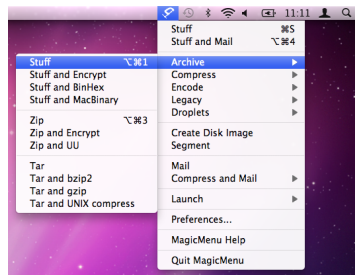 11:11
Stuff ⌘S
Stuff and Mail ⌥⌘4
Archive
Compress
Encode
Legacy
Droplets
Create Disk Image
Segment
Mail
Compress and Mail
Launch
Preferences...
MagicMenu Help
Quit MagicMenu
Stuff ⌥⌘1
Stuff and Encrypt
Stuff and BinHex
Stuff and MacBinary
Zip ⌥⌘3
Zip and Encrypt
Zip and UU
Tar
Tar and bzip2
Tar and gzip
Tar and UNIX compress